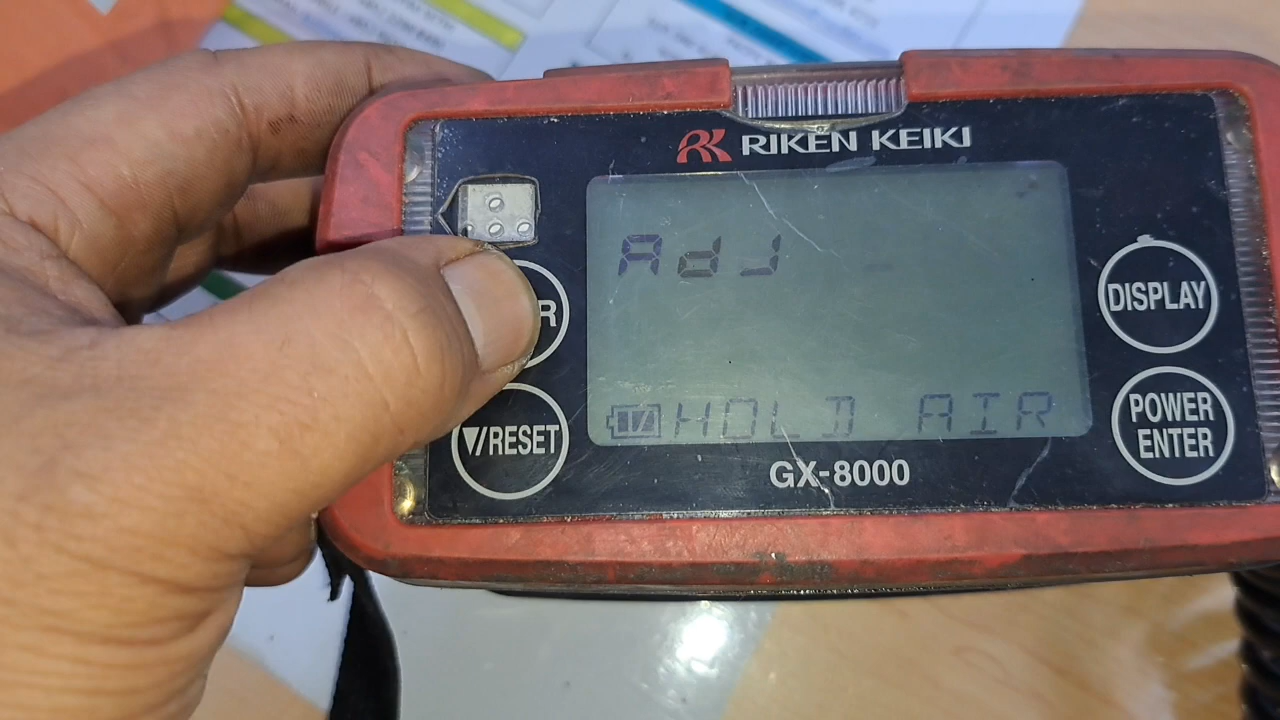 RIKEN KEIKI
AdJ
HOLD AIR
R
▼/RESET
DISPLAY
POWER
ENTER
GX-8000